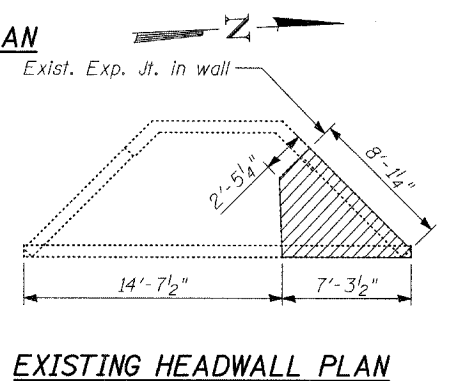 AN
N
Exist. Exp. Jt. in wall
8'-1¼"
2'-5¼"
14'-7½"
7'-3½"
EXISTING HEADWALL PLAN